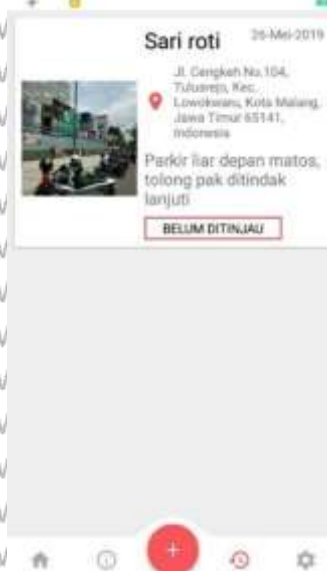 Sari roti
26-Mei-2019
Jl. Cengkeh No.104,
Tulusrejo, Kec.
Lowokwaru, Kota Malang,
Jawa Timur 65141,
Indonesia
Parkir liar depan matos,
tolong pak ditindak
lanjuti
BELUM DITINJAU